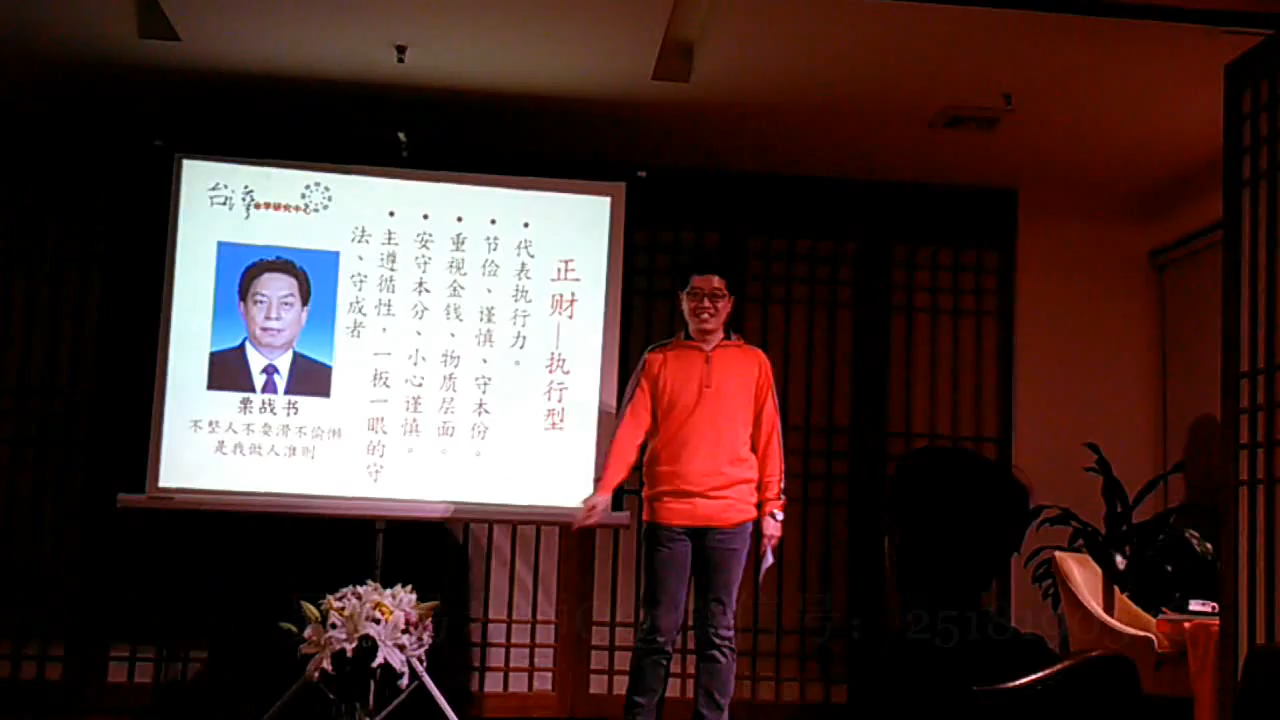 台湾
命学研究中心
正财—执行型
• 代表执行力。
• 节俭、谨慎、守本份。
• 重视金钱、物质层面。
• 安守本分、小心谨慎。
• 主遵循性，一板一眼的守
法、守成者
栗战书
不整人不耍滑不偷懒
是我做人准则
号：